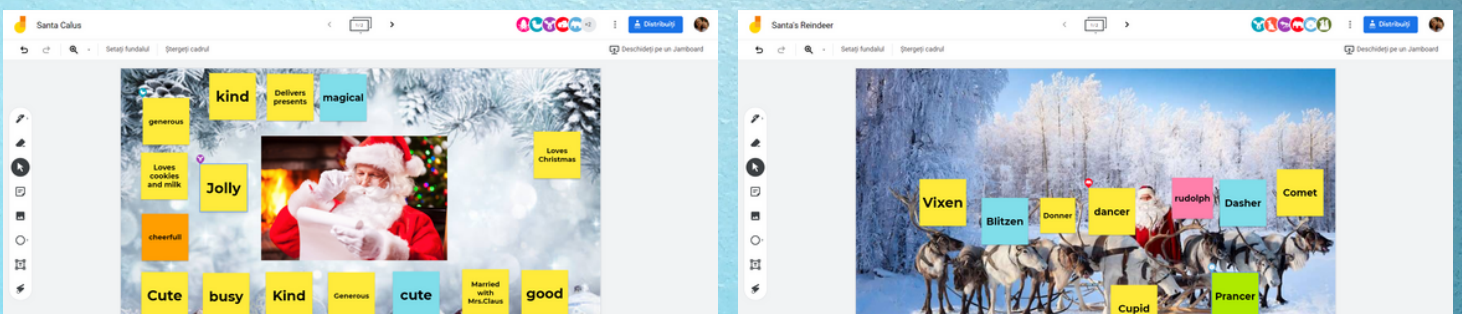 Santa Calus
Distribuiți
Setați fundalul
Ștergeți cadrul
Deschideți pe un Jamboard
kind
Delivers
presents
magical
generous
Loves
Christmas
Loves
cookies
and milk
Jolly
cheerfull
Cute
busy
Kind
Generous
cute
Married
with
Mrs.Claus
good
Santa's Reindeer
Distribuiți
Setați fundalul
Ștergeți cadrul
Deschideți pe un Jamboard
Vixen
Blitzen
Donner
dancer
rudolph
Dasher
Comet
Cupid
Prancer